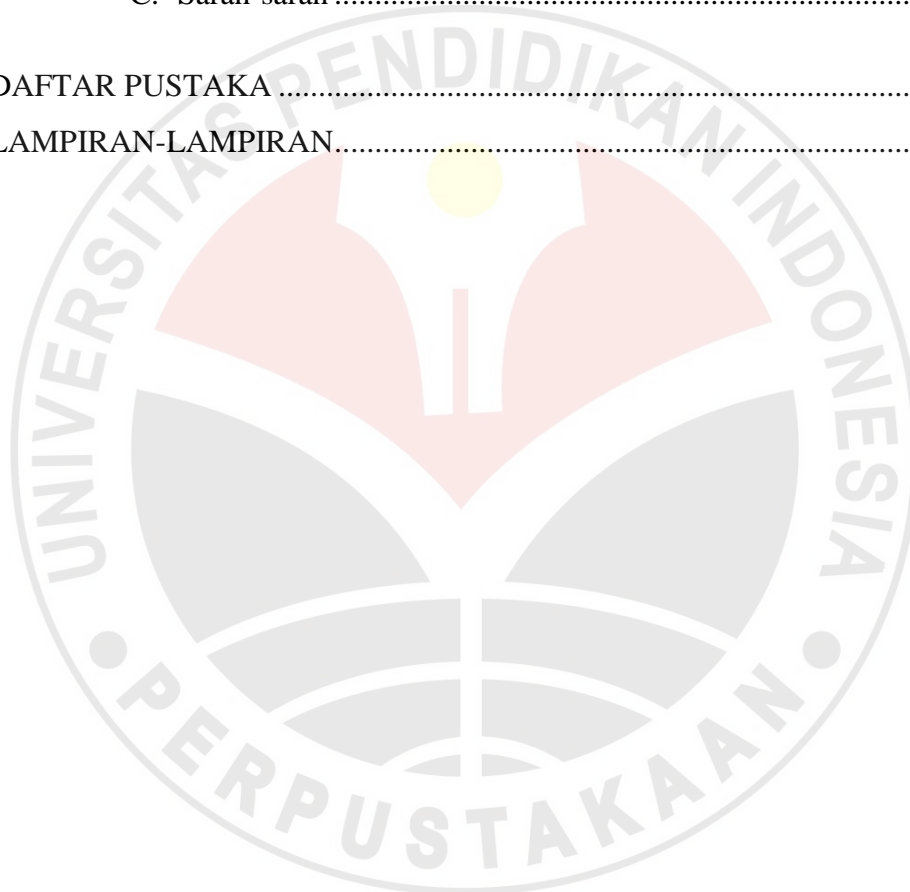 C. Saran-saran ........................................................................
DAFTAR PUSTAKA ...............................................................................
LAMPIRAN-LAMPIRAN........................................................................
UNIVERSITAS PENDIDIKAN INDONESIA
• PERPUSTAKAAN •